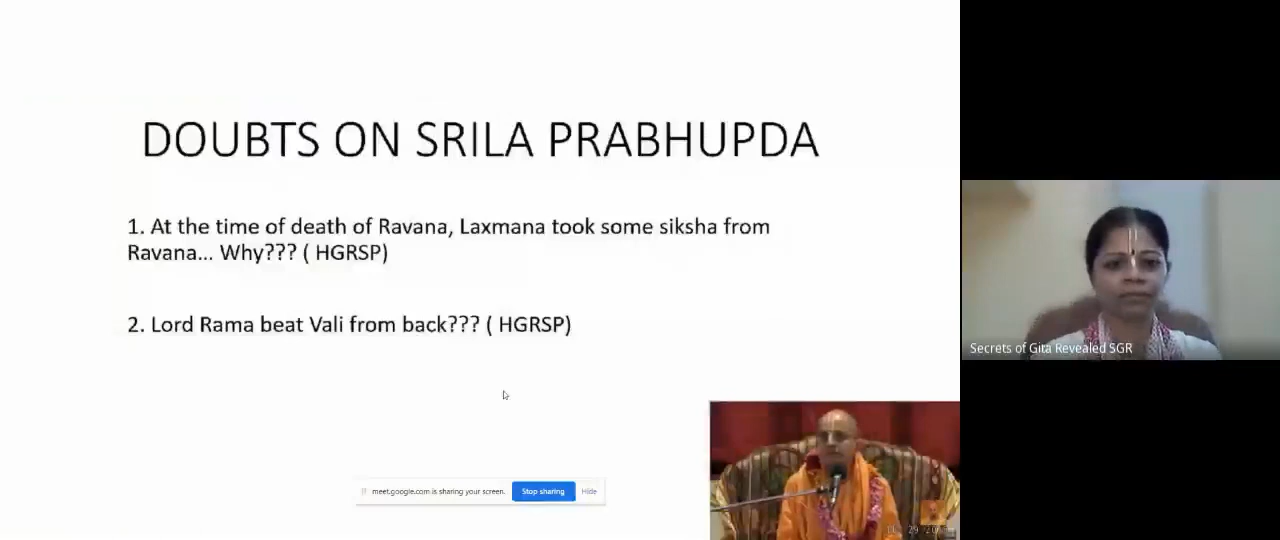 DOUBTS ON SRILA PRABHUPDA
1. At the time of death of Ravana, Laxmana took some siksha from
Ravana... Why??? ( HGRSP)
2. Lord Rama beat Vali from back??? ( HGRSP)
Secrets of Gita Revealed SGR
meet.google.com is sharing your screen.
Stop sharing
Hide